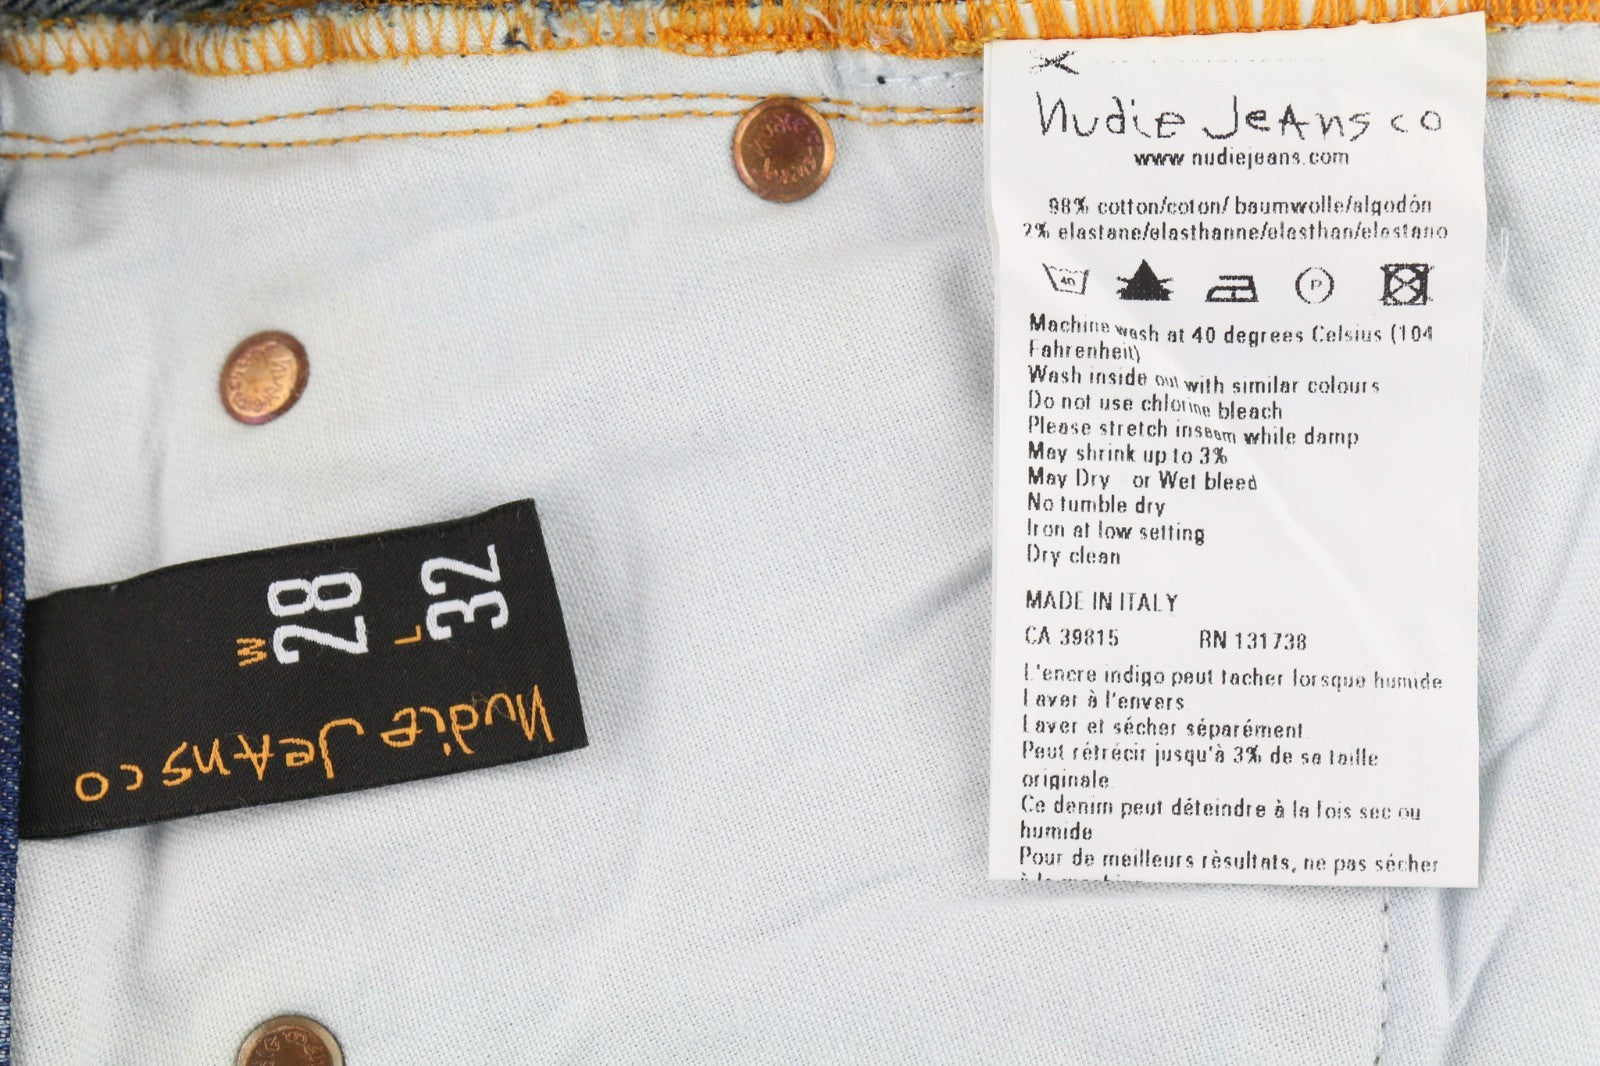 Nudie Jeans co
www nudiejeans.com
98% cotton/coton/ baumwolle/algodón
2% elastane/elasthanne/elasthan/elastano
40
P
Machine wash at 40 degrees Celsius (104
Fahrenheit)
Wash inside out with similar colours
Do not use chlorine bleach
Please stretch inseam while damp
May shrink up to 3%
May Dry or Wet bleed
No tumble dry
Iron at low setting
Dry clean
MADE IN ITALY
CA 39815 RN 131738
L'encre indigo peut tacher lorsque humide
Laver à l'envers
Laver et sécher séparément
Peut rétrécir jusqu'à 3% de sa taille
originale
Ce denim peut déteindre à la fois sec ou
humide
Pour de meilleurs rèsultats, ne pas sécher
W 28
L 32
Nudie Jeans co